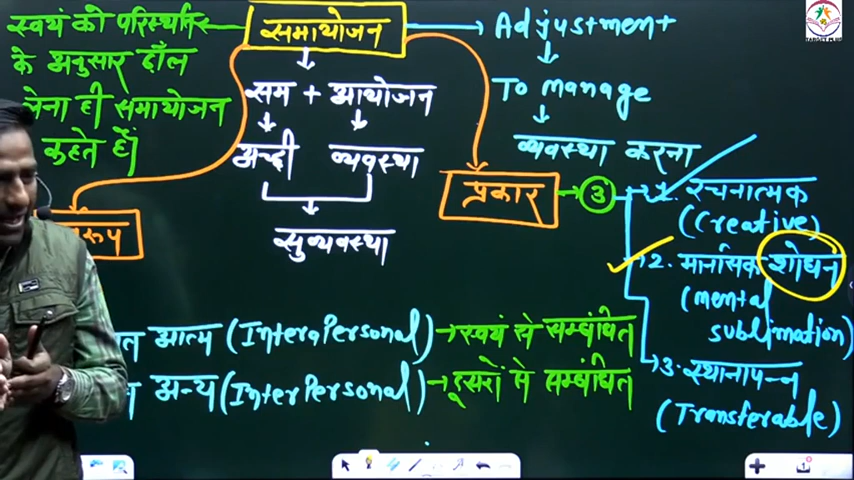 स्वयं को परिस्थति
के अनुसार ढ़ॉल
लेना ही समायोजन
कहते हैं।
समायोजन
सम + आयोजन
अच्छी व्यवस्था
सुव्यवस्था
Adjustment
To manage
व्यवस्था करना
प्रकार
3
1. रचनात्मक
(Creative)
2. मानसिक शोधन
(mental
sublimation)
3. स्थानापन्न
(Transferable)
आत्म (InteraPersonal) स्वयं से सम्बंधित
अन्य (InterPersonal) दूसरों से सम्बंधित